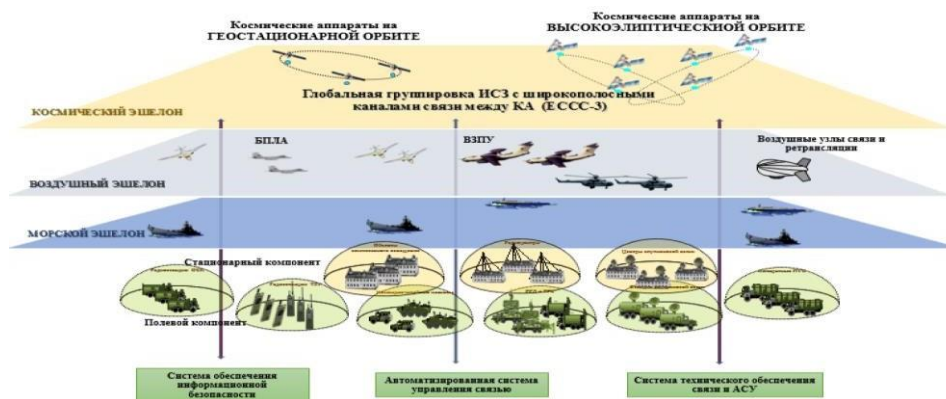 Космические аппараты на
ГЕОСТАЦИОНАРНОЙ ОРБИТЕ
Космические аппараты на
ВЫСОКОЭЛИПТИЧЕСКИОЙ ОРБИТЕ
Глобальная группировка ИСЗ с широкополосными
каналами связи между КА (ЕССС-3)
КОСМИЧЕСКИЙ ЭШЕЛОН
БПЛА
ВЗПУ
Воздушные узлы связи и
ретрансляции
ВОЗДУШНЫЙ ЭШЕЛОН
МОРСКОЙ ЭШЕЛОН
Стационарный компонент
Полевой компонент
Система обеспечения
информационной
безопасности
Автоматизированная система
управления связью
Система технического обеспечения
связи и АСУ